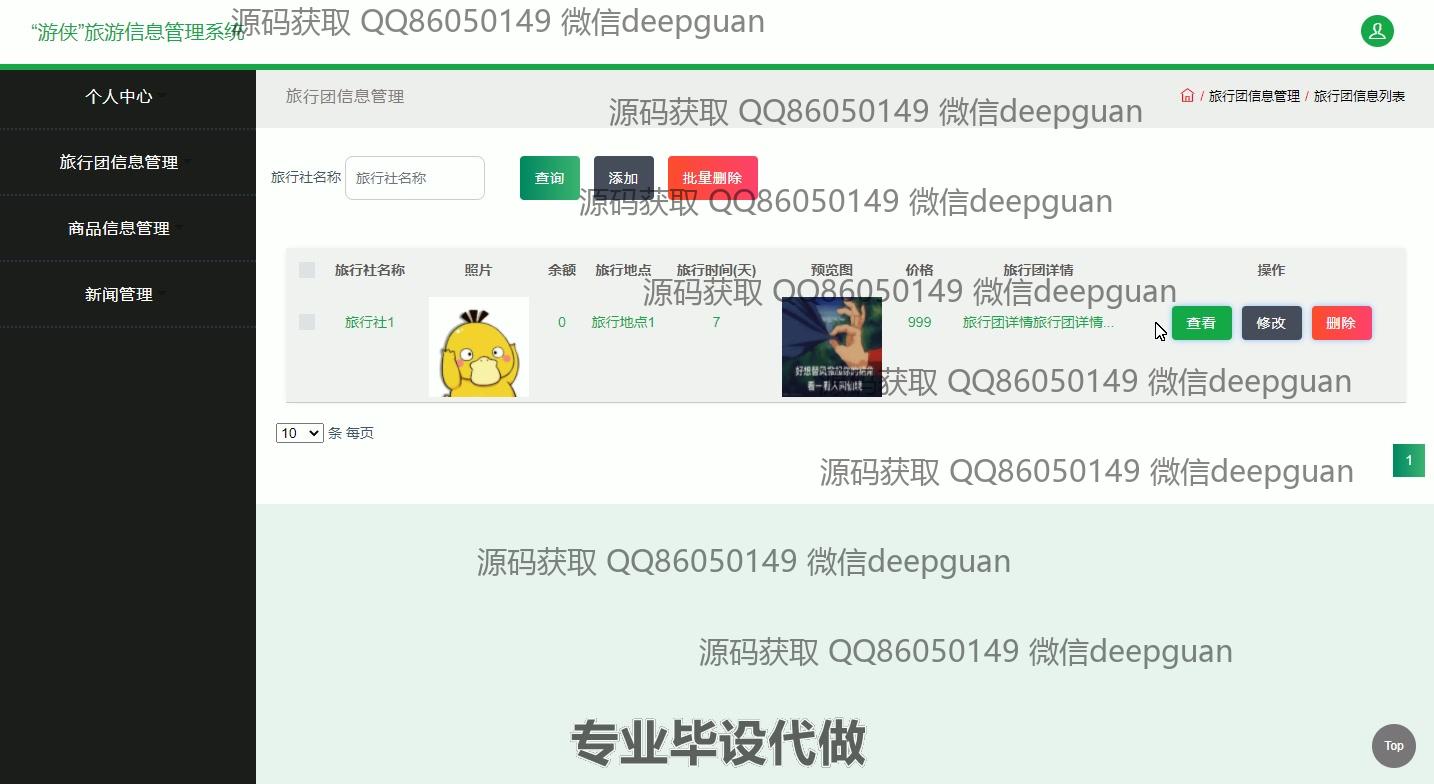 “游侠”旅游信息管理系统
源码获取 QQ86050149 微信deepguan
个人中心
旅行团信息管理
商品信息管理
新闻管理
旅行团信息管理
/ 旅行团信息管理 / 旅行团信息列表
源码获取 QQ86050149 微信deepguan
旅行社名称 旅行社名称 查询 添加 批量删除
源码获取 QQ86050149 微信deepguan
旅行社名称 照片 余额 旅行地点 旅行时间(天) 预览图 价格 旅行团详情 操作
源码获取 QQ86050149 微信deepguan
旅行社1 0 旅行地点1 7 999 旅行团详情旅行团详情... 查看 修改 删除
好想替风撩起你的裙角
看一看人间仙境
获取 QQ86050149 微信deepguan
10 条 每页
1
源码获取 QQ86050149 微信deepguan
源码获取 QQ86050149 微信deepguan
源码获取 QQ86050149 微信deepguan
专业毕设代做
Top